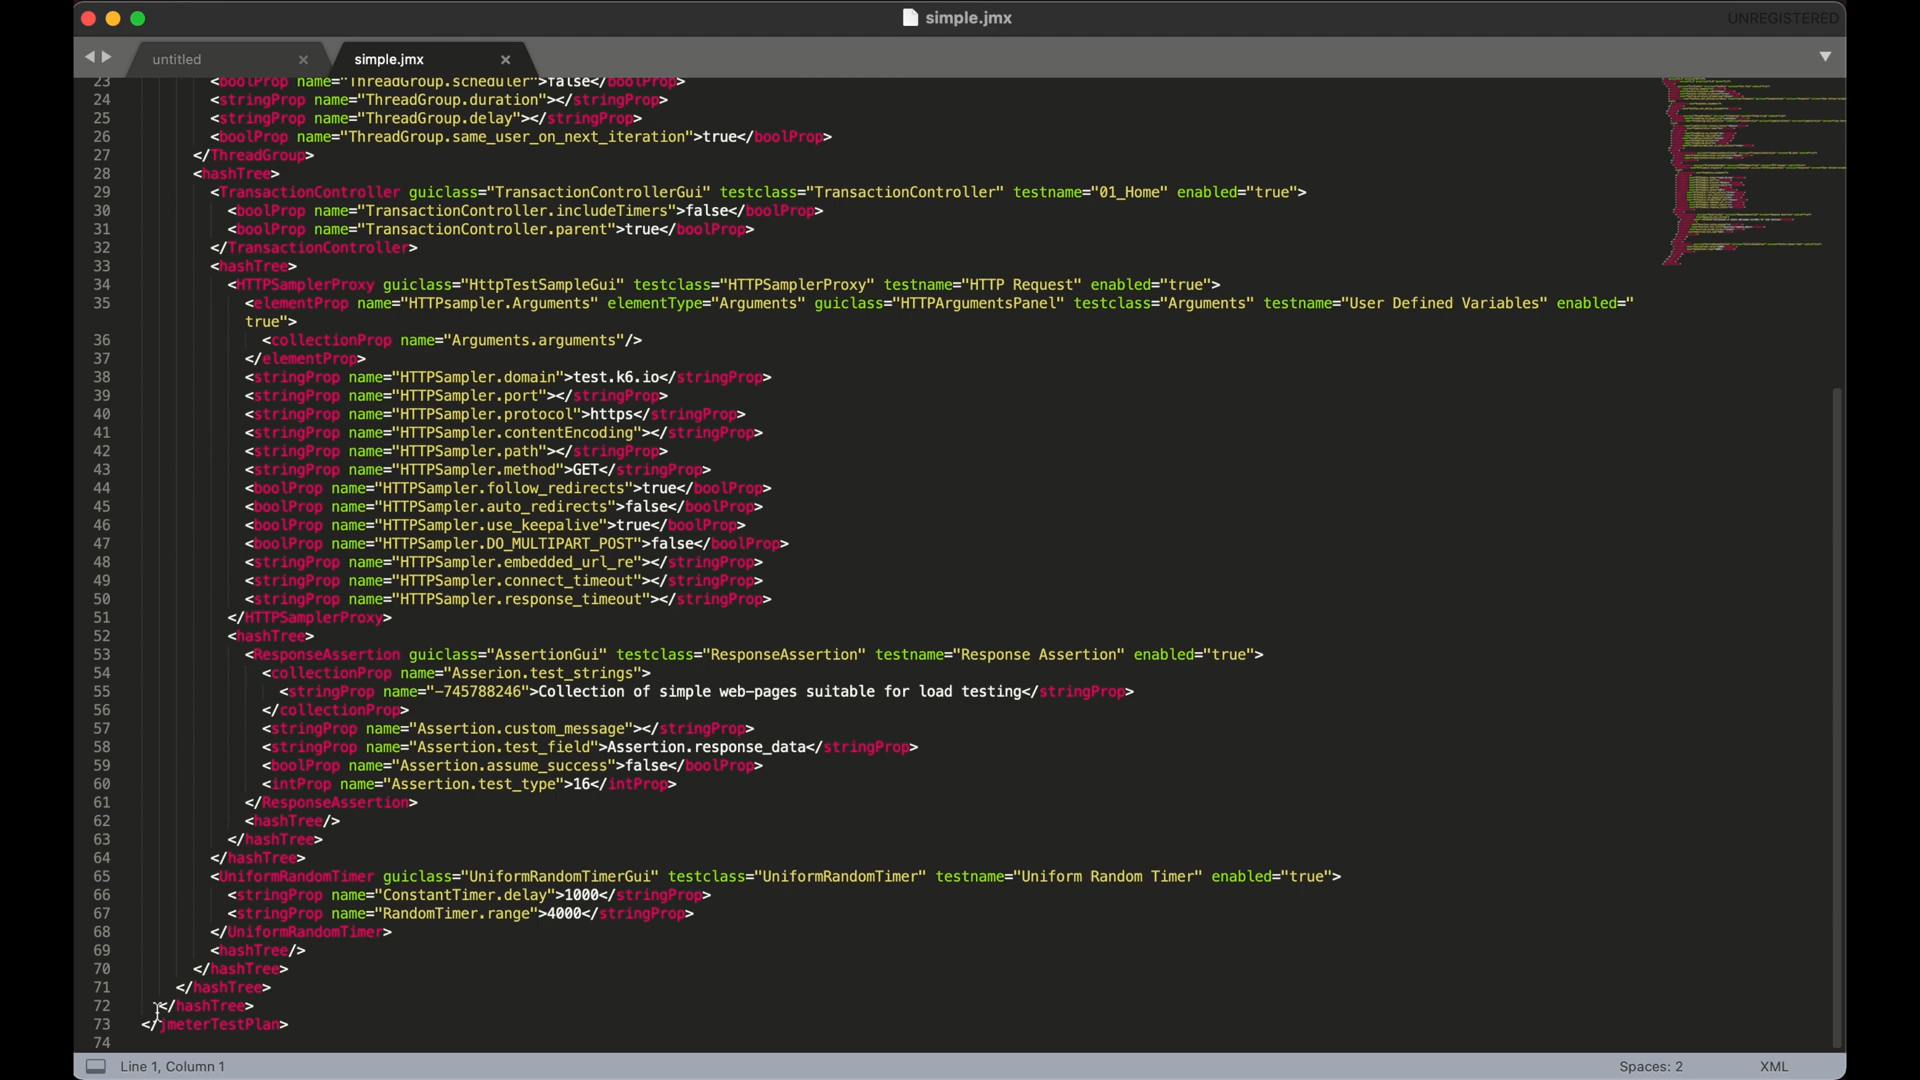 simple.jmx
UNREGISTERED
untitled
simple.jmx
23 <boolProp name="ThreadGroup.scheduler">false</boolProp>
24 <stringProp name="ThreadGroup.duration"></stringProp>
25 <stringProp name="ThreadGroup.delay"></stringProp>
26 <boolProp name="ThreadGroup.same_user_on_next_iteration">true</boolProp>
27 </ThreadGroup>
28 <hashTree>
29 <TransactionController guiclass="TransactionControllerGui" testclass="TransactionController" testname="01_Home" enabled="true">
30 <boolProp name="TransactionController.includeTimers">false</boolProp>
31 <boolProp name="TransactionController.parent">true</boolProp>
32 </TransactionController>
33 <hashTree>
34 <HTTPSamplerProxy guiclass="HttpTestSampleGui" testclass="HTTPSamplerProxy" testname="HTTP Request" enabled="true">
35 <elementProp name="HTTPsampler.Arguments" elementType="Arguments" guiclass="HTTPArgumentsPanel" testclass="Arguments" testname="User Defined Variables" enabled="
true">
36 <collectionProp name="Arguments.arguments"/>
37 </elementProp>
38 <stringProp name="HTTPSampler.domain">test.k6.io</stringProp>
39 <stringProp name="HTTPSampler.port"></stringProp>
40 <stringProp name="HTTPSampler.protocol">https</stringProp>
41 <stringProp name="HTTPSampler.contentEncoding"></stringProp>
42 <stringProp name="HTTPSampler.path"></stringProp>
43 <stringProp name="HTTPSampler.method">GET</stringProp>
44 <boolProp name="HTTPSampler.follow_redirects">true</boolProp>
45 <boolProp name="HTTPSampler.auto_redirects">false</boolProp>
46 <boolProp name="HTTPSampler.use_keepalive">true</boolProp>
47 <boolProp name="HTTPSampler.DO_MULTIPART_POST">false</boolProp>
48 <stringProp name="HTTPSampler.embedded_url_re"></stringProp>
49 <stringProp name="HTTPSampler.connect_timeout"></stringProp>
50 <stringProp name="HTTPSampler.response_timeout"></stringProp>
51 </HTTPSamplerProxy>
52 <hashTree>
53 <ResponseAssertion guiclass="AssertionGui" testclass="ResponseAssertion" testname="Response Assertion" enabled="true">
54 <collectionProp name="Asserion.test_strings">
55 <stringProp name="-745788246">Collection of simple web-pages suitable for load testing</stringProp>
56 </collectionProp>
57 <stringProp name="Assertion.custom_message"></stringProp>
58 <stringProp name="Assertion.test_field">Assertion.response_data</stringProp>
59 <boolProp name="Assertion.assume_success">false</boolProp>
60 <intProp name="Assertion.test_type">16</intProp>
61 </ResponseAssertion>
62 <hashTree/>
63 </hashTree>
64 </hashTree>
65 <UniformRandomTimer guiclass="UniformRandomTimerGui" testclass="UniformRandomTimer" testname="Uniform Random Timer" enabled="true">
66 <stringProp name="ConstantTimer.delay">1000</stringProp>
67 <stringProp name="RandomTimer.range">4000</stringProp>
68 </UniformRandomTimer>
69 <hashTree/>
70 </hashTree>
71 </hashTree>
72 </hashTree>
73 </jmeterTestPlan>
74
Line 1, Column 1
Spaces: 2
XML